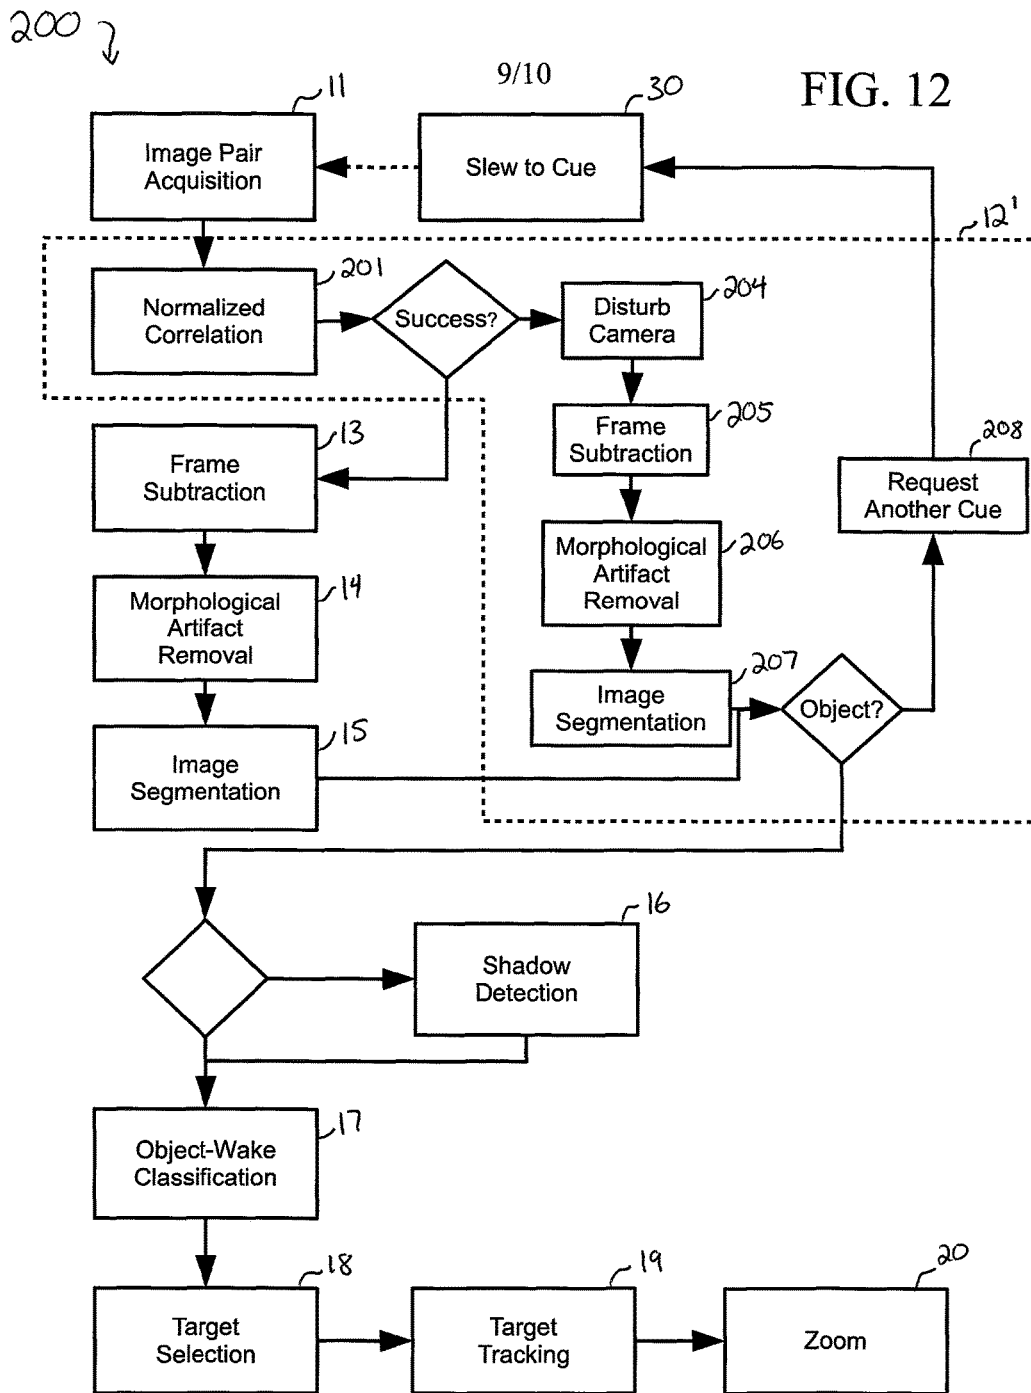 200
9/10
FIG. 12
11
30
Image Pair
Acquisition
Slew to Cue
12'
201
Normalized
Correlation
Success?
204
Disturb
Camera
13
Frame
Subtraction
205
Frame
Subtraction
208
Request
Another Cue
14
Morphological
Artifact
Removal
206
Morphological
Artifact
Removal
15
Image
Segmentation
207
Image
Segmentation
Object?
16
Shadow
Detection
17
Object-Wake
Classification
18
Target
Selection
19
Target
Tracking
20
Zoom